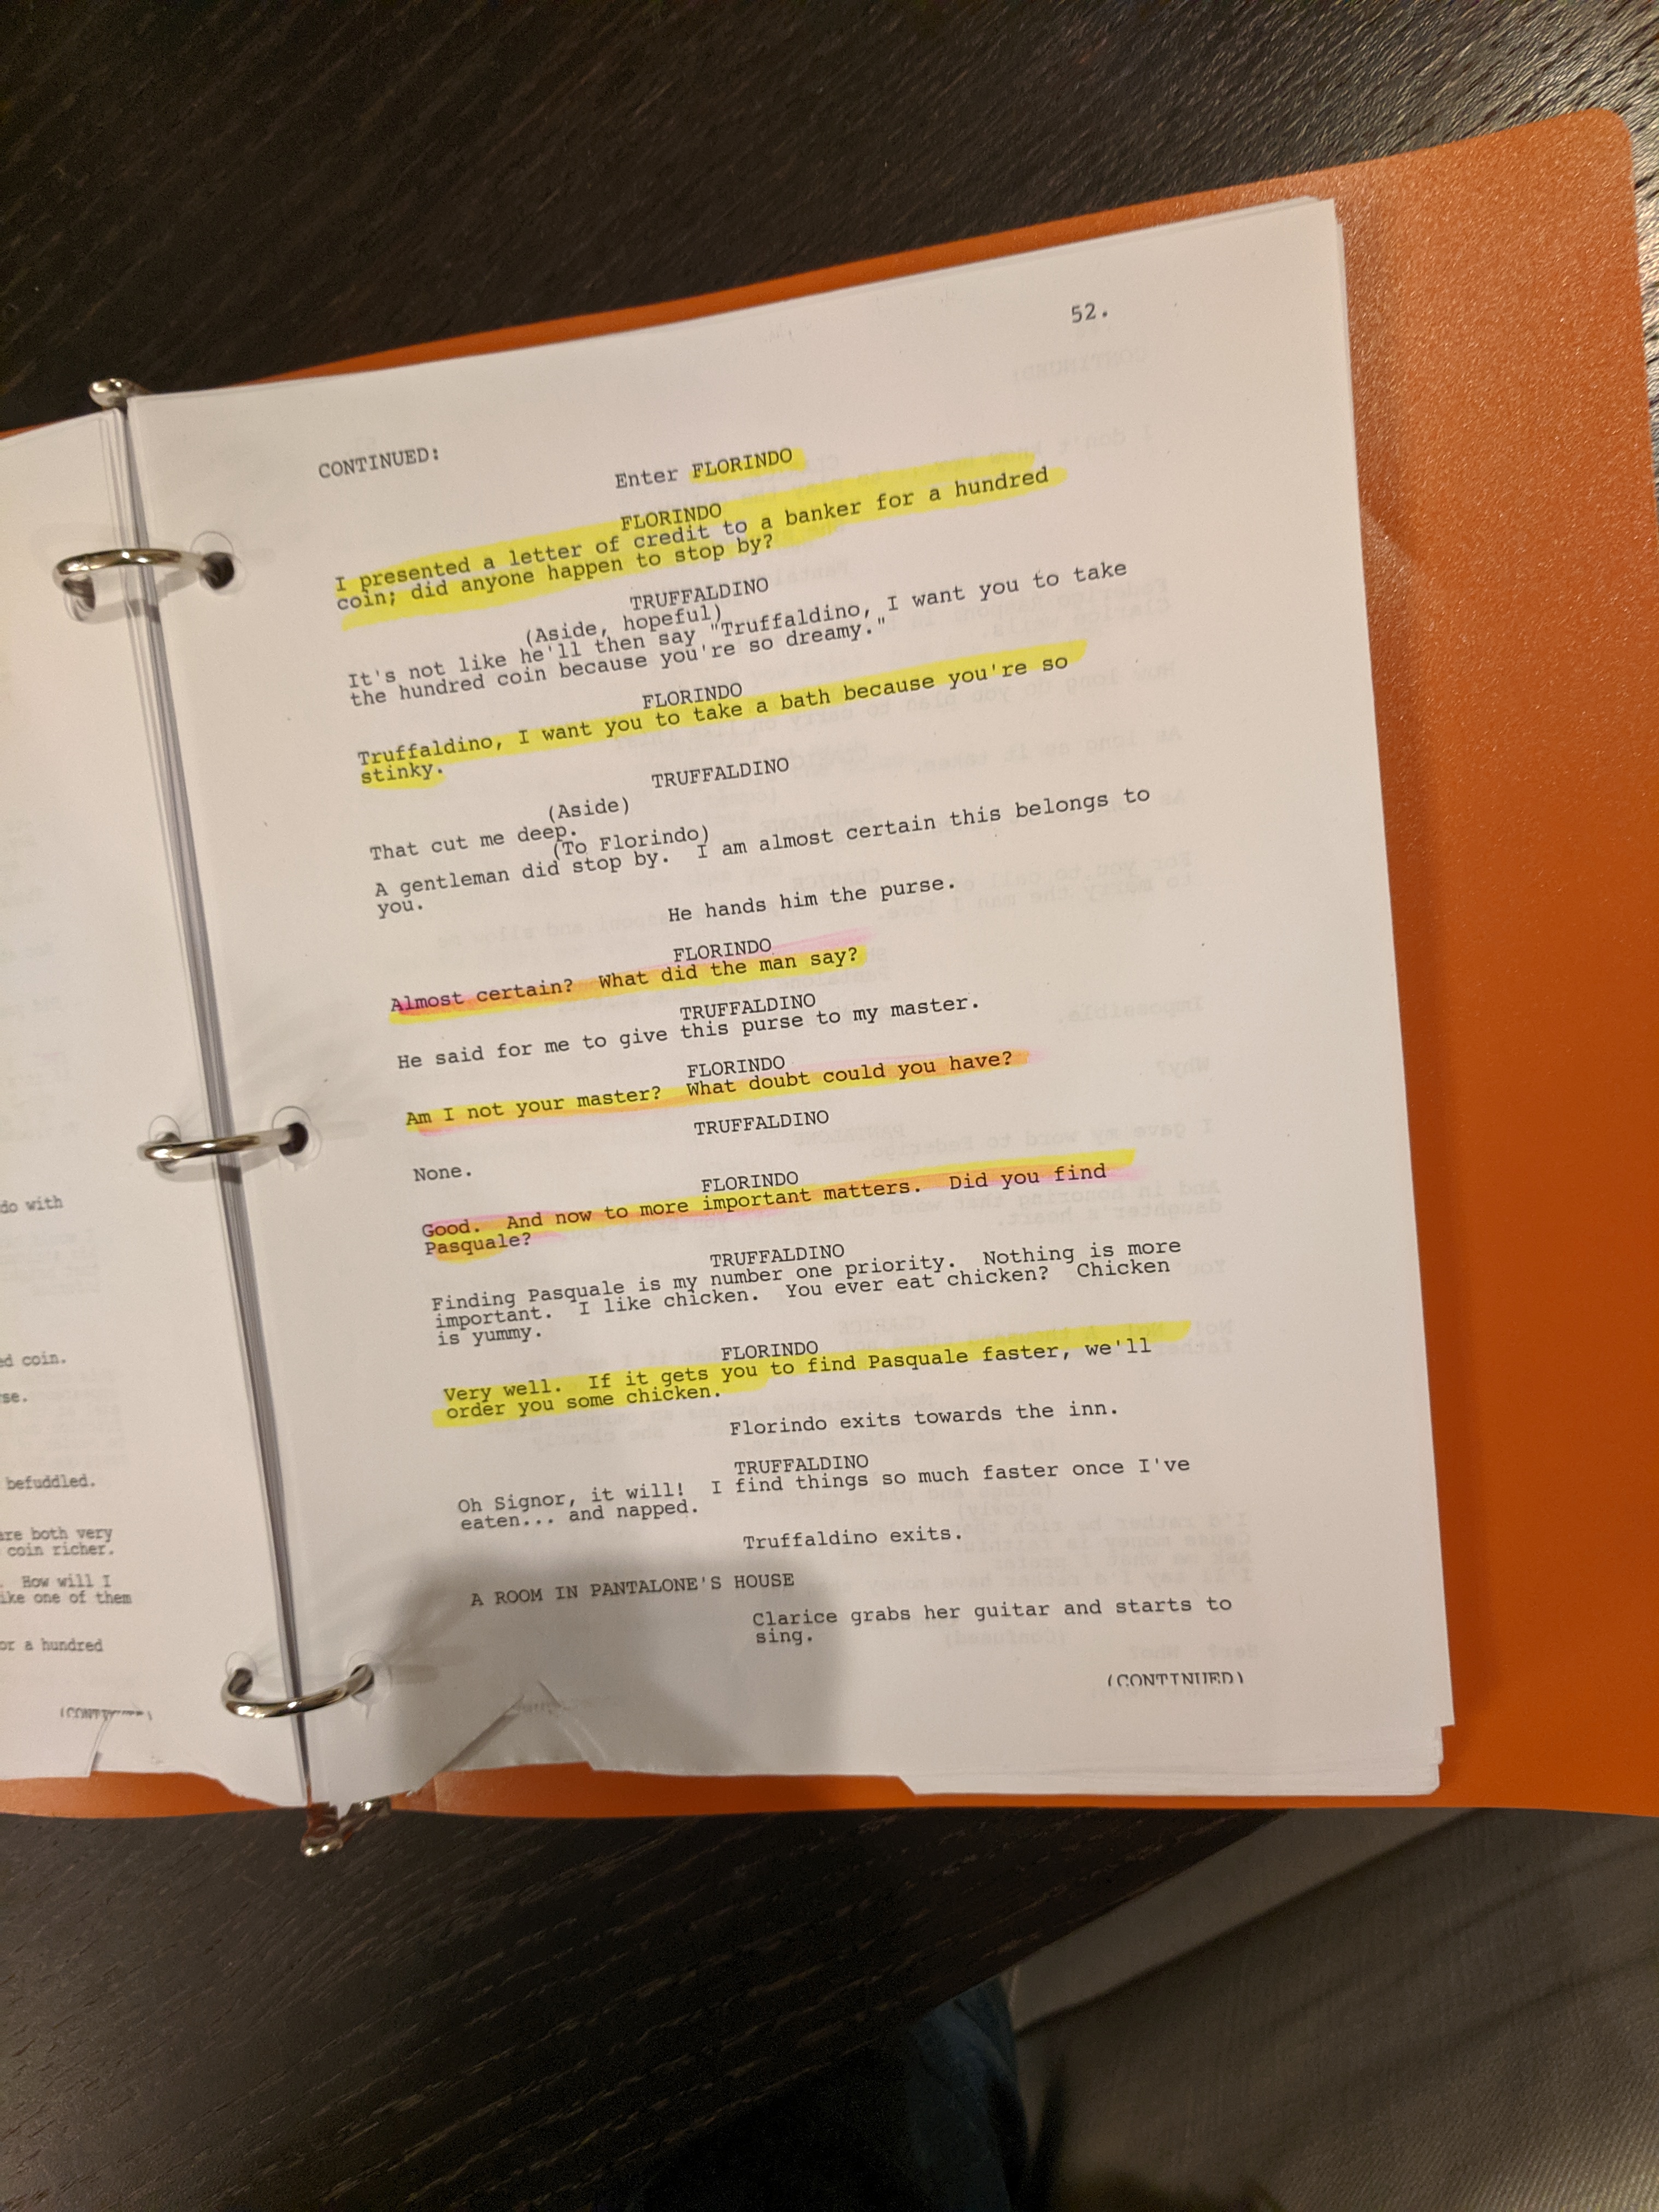 do with
ed coin.
se.
befuddled.
are both very
coin richer.
. How will I
ike one of them
or a hundred
52.
CONTINUED:
Enter FLORINDO
FLORINDO
I presented a letter of credit to a banker for a hundred
coin; did anyone happen to stop by?
TRUFFALDINO
(Aside, hopeful)
It's not like he'll then say "Truffaldino, I want you to take
the hundred coin because you're so dreamy."
FLORINDO
Truffaldino, I want you to take a bath because you're so
stinky.
TRUFFALDINO
(Aside)
That cut me deep.
(To Florindo)
A gentleman did stop by. I am almost certain this belongs to
you.
He hands him the purse.
FLORINDO
Almost certain? What did the man say?
TRUFFALDINO
He said for me to give this purse to my master.
FLORINDO
Am I not your master? What doubt could you have?
TRUFFALDINO
None.
FLORINDO
Good. And now to more important matters. Did you find
Pasquale?
TRUFFALDINO
Finding Pasquale is my number one priority. Nothing is more
important. I like chicken. You ever eat chicken? Chicken
is yummy.
FLORINDO
Very well. If it gets you to find Pasquale faster, we'll
order you some chicken.
Florindo exits towards the inn.
TRUFFALDINO
Oh Signor, it will! I find things so much faster once I've
eaten... and napped.
Truffaldino exits.
A ROOM IN PANTALONE'S HOUSE
Clarice grabs her guitar and starts to
sing.
(CONTINUED)